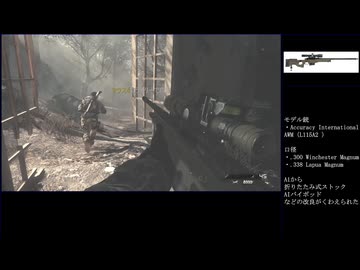 モデル銃
・Accuracy International
AWM (L115A2 )
口径
・.300 Winchester Magnum
・.338 Lapua Magnum
AIから
折りたたみ式ストック
AIバイポッド
などの改良がくわえられた